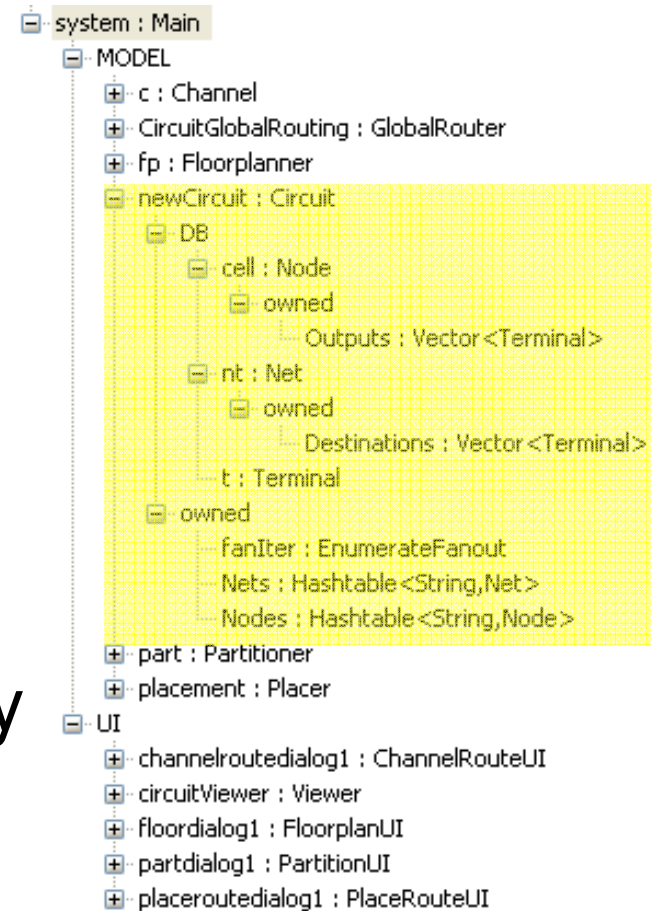 system : Main
MODEL
c : Channel
CircuitGlobalRouting : GlobalRouter
fp : Floorplanner
newCircuit : Circuit
DB
cell : Node
owned
Outputs : Vector<Terminal>
nt : Net
owned
Destinations : Vector<Terminal>
t : Terminal
owned
fanIter : EnumerateFanout
Nets : Hashtable<String,Net>
Nodes : Hashtable<String,Node>
part : Partitioner
placement : Placer
y
UI
channelroutedialog1 : ChannelRouteUI
circuitViewer : Viewer
floordialog1 : FloorplanUI
partdialog1 : PartitionUI
placeroutedialog1 : PlaceRouteUI